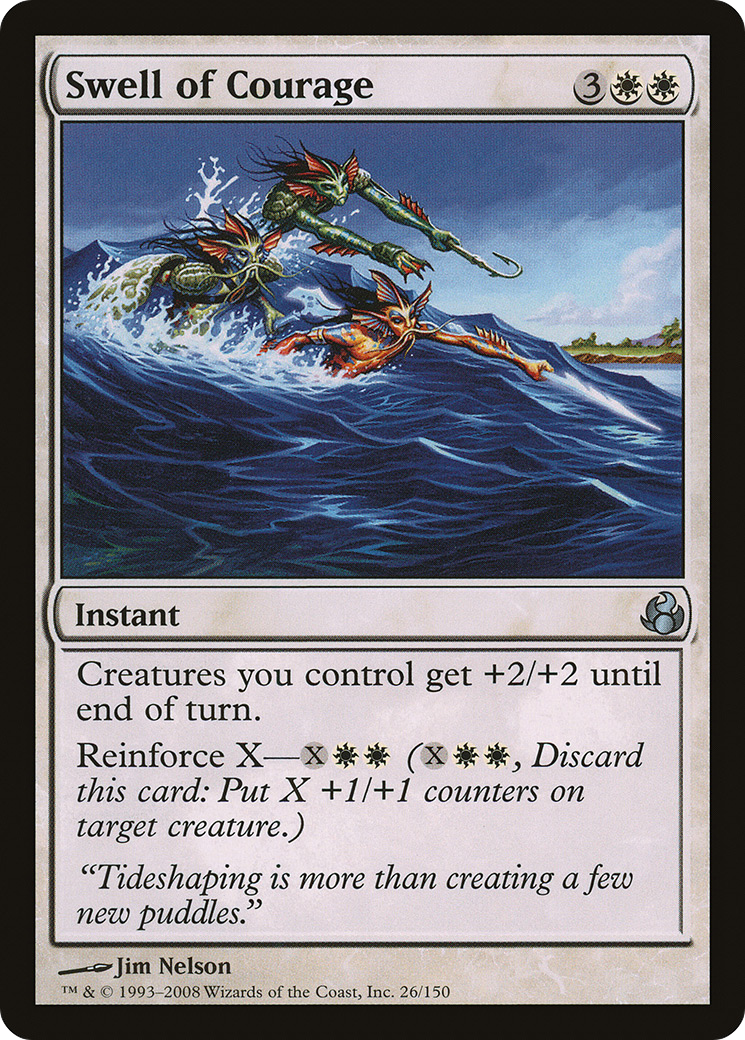 Swell of Courage 3
Instant
Creatures you control get +2/+2 until
end of turn.
Reinforce X—X (X, Discard
this card: Put X +1/+1 counters on
target creature.)
“Tideshaping is more than creating a few
new puddles.”
Jim Nelson
™ & © 1993–2008 Wizards of the Coast, Inc. 26/150